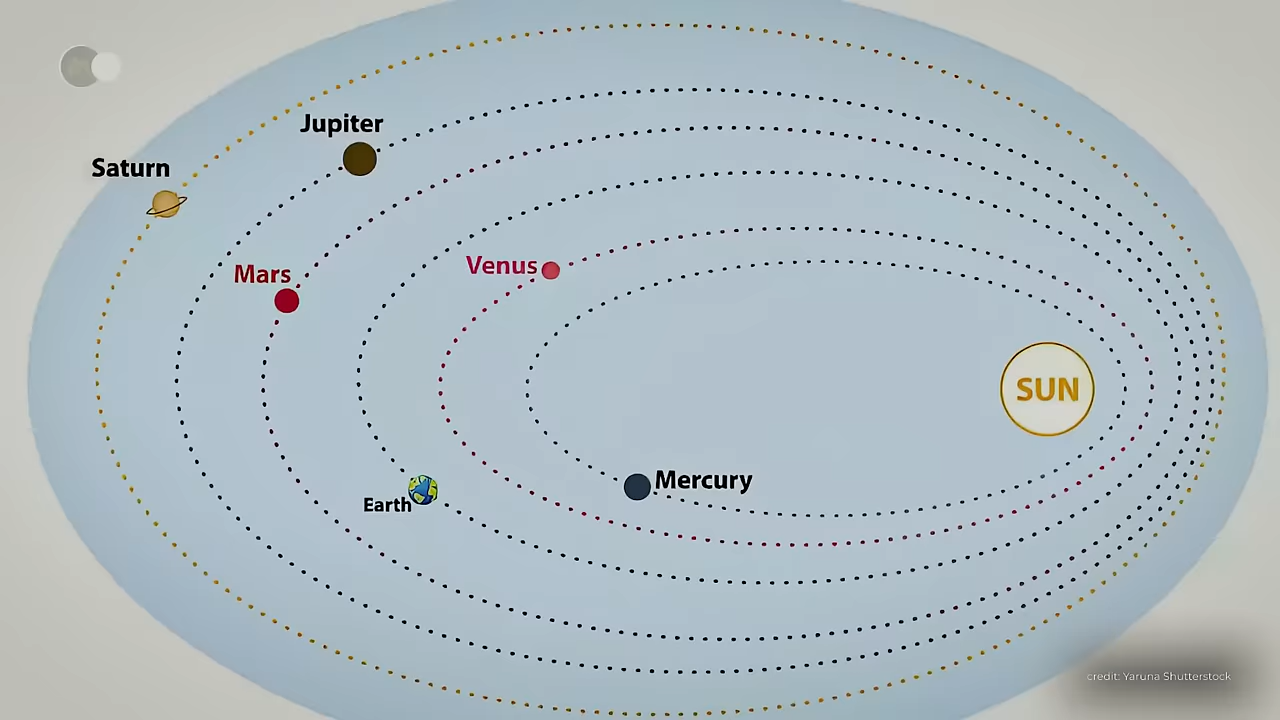 Jupiter
Saturn
Venus
Mars
SUN
Mercury
Earth
credit: Yaruna Shutterstock